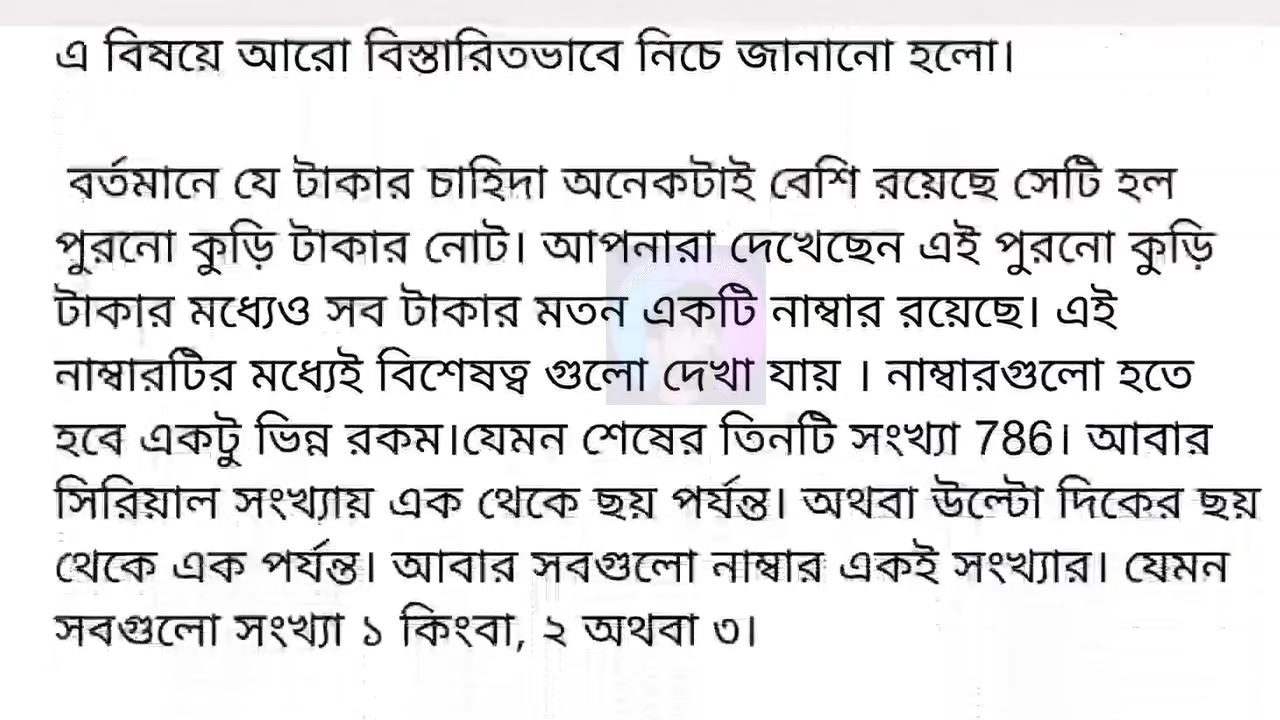 এ বিষয়ে আরো বিস্তারিতভাবে নিচে জানানো হলো।
বর্তমানে যে টাকার চাহিদা অনেকটাই বেশি রয়েছে সেটি হল
পুরনো কুড়ি টাকার নোট। আপনারা দেখেছেন এই পুরনো কুড়ি
টাকার মধ্যেও সব টাকার মতন একটি নাম্বার রয়েছে। এই
নাম্বারটির মধ্যেই বিশেষত্ব গুলো দেখা যায় । নাম্বারগুলো হতে
হবে একটু ভিন্ন রকম।যেমন শেষের তিনটি সংখ্যা 786। আবার
সিরিয়াল সংখ্যায় এক থেকে ছয় পর্যন্ত। অথবা উল্টো দিকের ছয়
থেকে এক পর্যন্ত। আবার সবগুলো নাম্বার একই সংখ্যার। যেমন
সবগুলো সংখ্যা ১ কিংবা, ২ অথবা ৩।